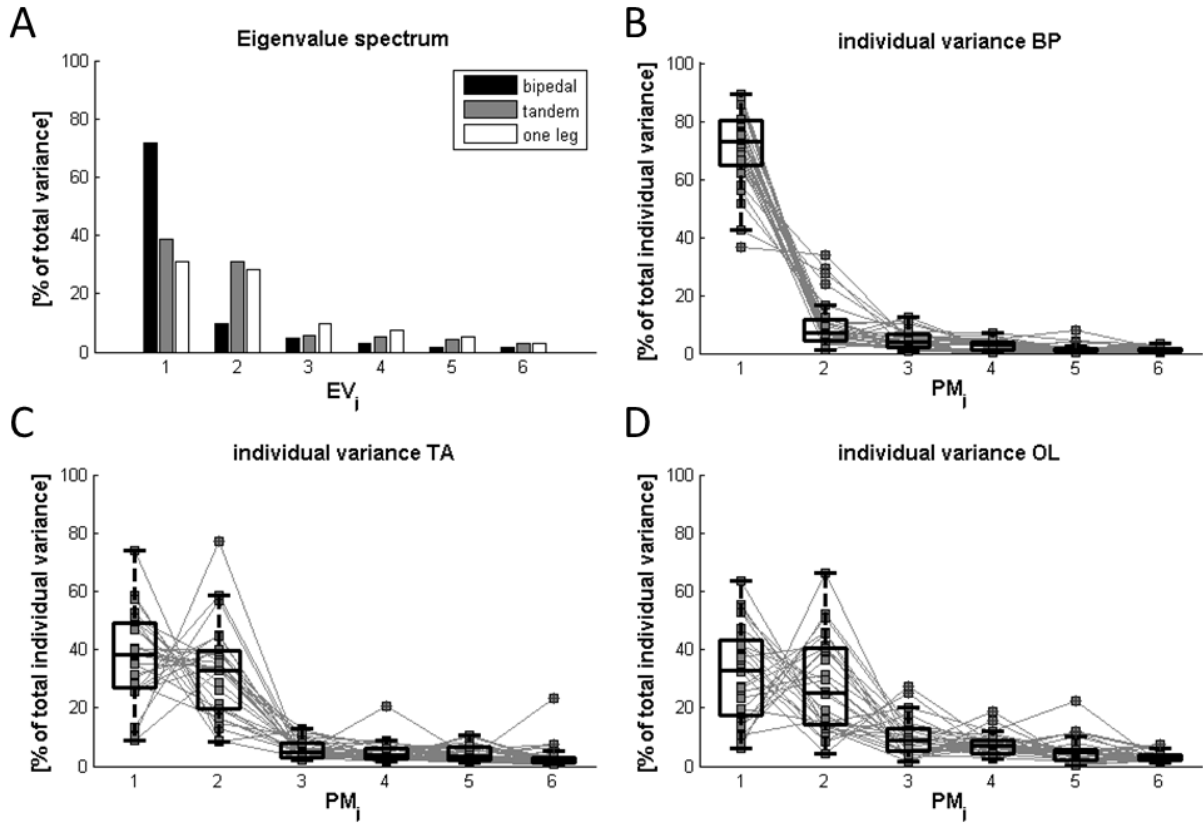 A
Eigenvalue spectrum
[% of total variance]
100
80
60
40
20
0
bipedal
tandem
one leg
1 2 3 4 5 6
EVj
B
individual variance BP
[% of total individual variance]
100
80
60
40
20
0
1 2 3 4 5 6
PMj
C
individual variance TA
[% of total individual variance]
100
80
60
40
20
0
1 2 3 4 5 6
PMj
D
individual variance OL
[% of total individual variance]
100
80
60
40
20
0
1 2 3 4 5 6
PMj